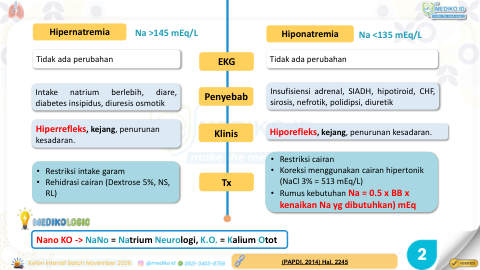 MEDIKO.ID
Hipernatremia
Na >145 mEq/L
Hiponatremia
Na <135 mEq/L
Tidak ada perubahan
EKG
Tidak ada perubahan
Intake natrium berlebih, diare,
diabetes insipidus, diuresis osmotik
Penyebab
Insufisiensi adrenal, SIADH, hipotiroid, CHF,
sirosis, nefrotik, polidipsi, diuretik
Hiperrefleks, kejang, penurunan
kesadaran.
Klinis
Hiporefleks, kejang, penurunan kesadaran.
• Restriksi intake garam
• Rehidrasi cairan (Dextrose 5%, NS,
RL)
Tx
• Restriksi cairan
• Koreksi menggunakan cairan hipertonik
(NaCl 3% = 513 mEq/L)
• Rumus kebutuhan Na = 0.5 x BB x
kenaikan Na yg dibutuhkan) mEq
MEDIKOLOGIC
Nano KO -> NaNo = Natrium Neurologi, K.O. = Kalium Otot
(PAPDI, 2014) Hal. 2245
2